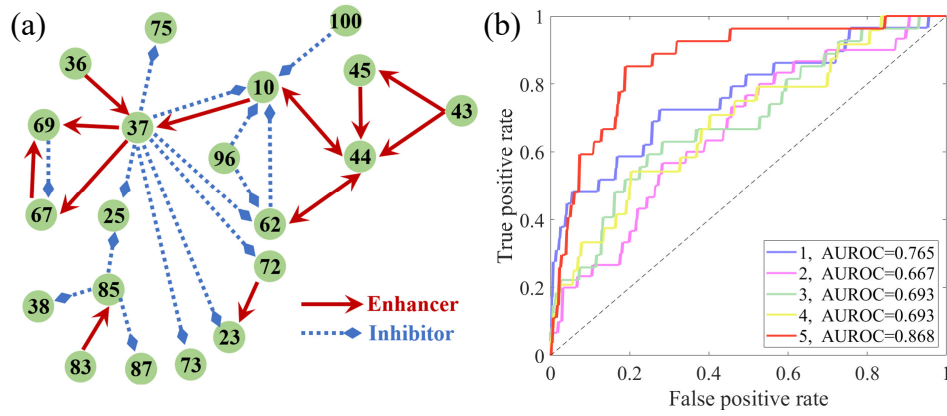 (a)
75
100
36
45
10
43
69
37
96
44
67
25
62
72
38
85
Enhancer
23
Inhibitor
83
87
73
(b)
True positive rate
1
0.8
0.6
0.4
0.2
0
1, AUROC=0.765
2, AUROC=0.667
3, AUROC=0.693
4, AUROC=0.693
5, AUROC=0.868
0
0.2
0.4
0.6
0.8
1
False positive rate